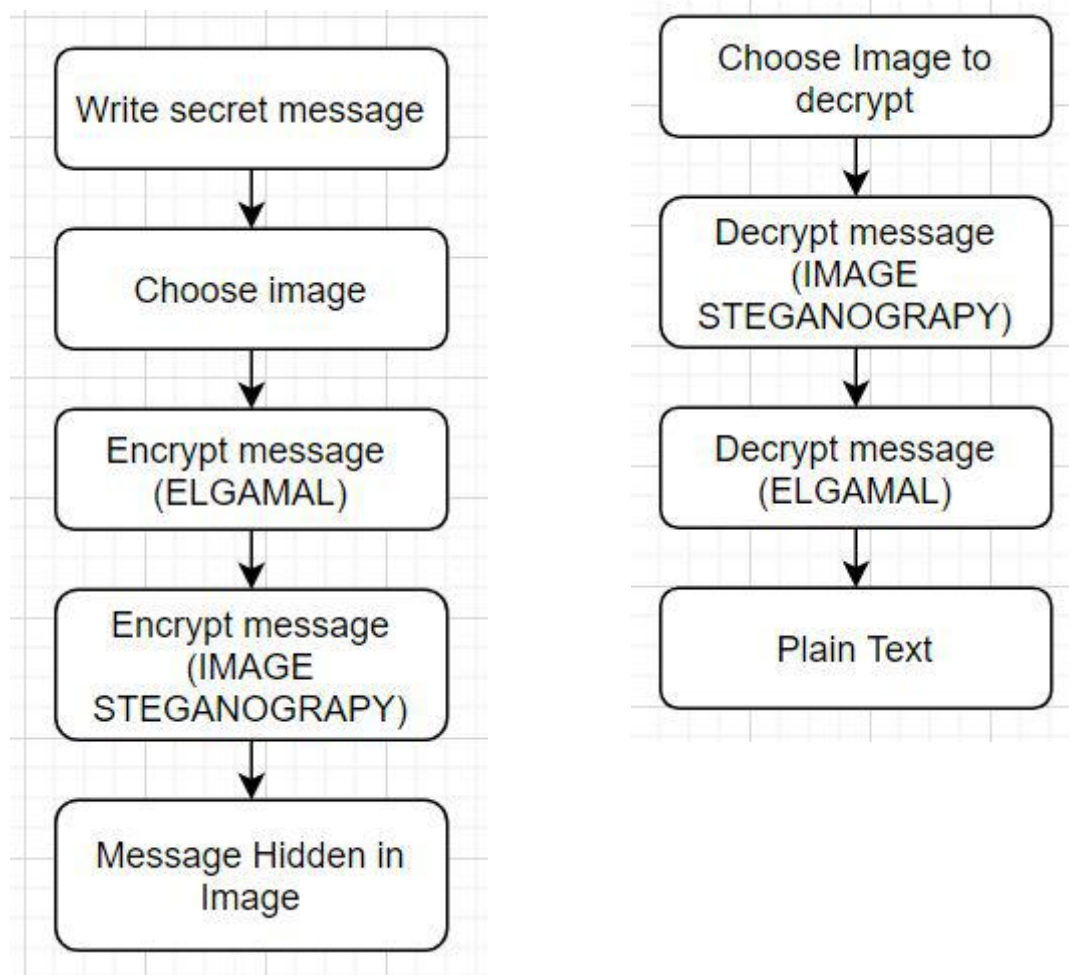 Write secret message
Choose image
Encrypt message
(ELGAMAL)
Encrypt message
(IMAGE
STEGANOGRAPY)
Message Hidden in
Image
Choose Image to
decrypt
Decrypt message
(IMAGE
STEGANOGRAPY)
Decrypt message
(ELGAMAL)
Plain Text